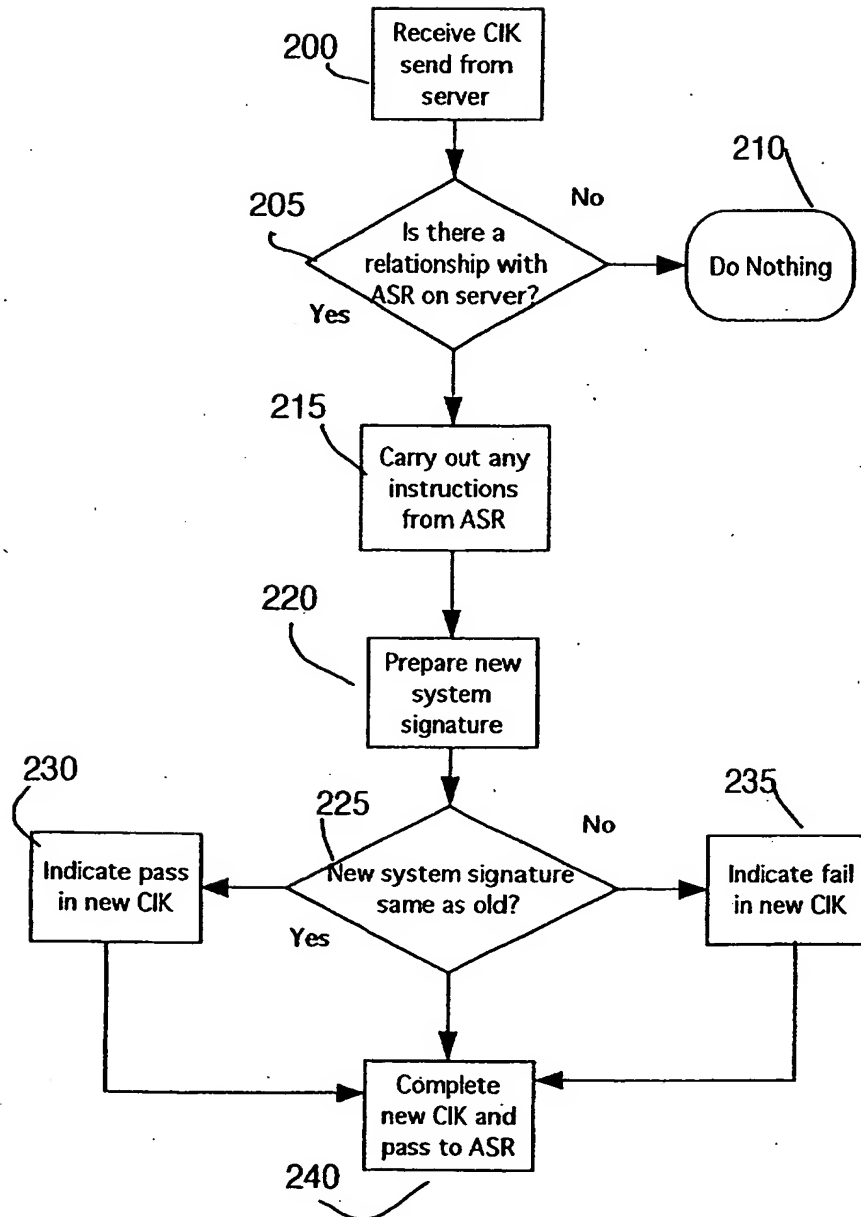 200
Receive CIK
send from
server
210
205
No
Is there a
relationship with
ASR on server?
Do Nothing
Yes
215
Carry out any
instructions
from ASR
220
Prepare new
system
signature
230
225
No
235
Indicate pass
in new CIK
New system signature
same as old?
Indicate fail
in new CIK
Yes
Complete
new CIK and
pass to ASR
240